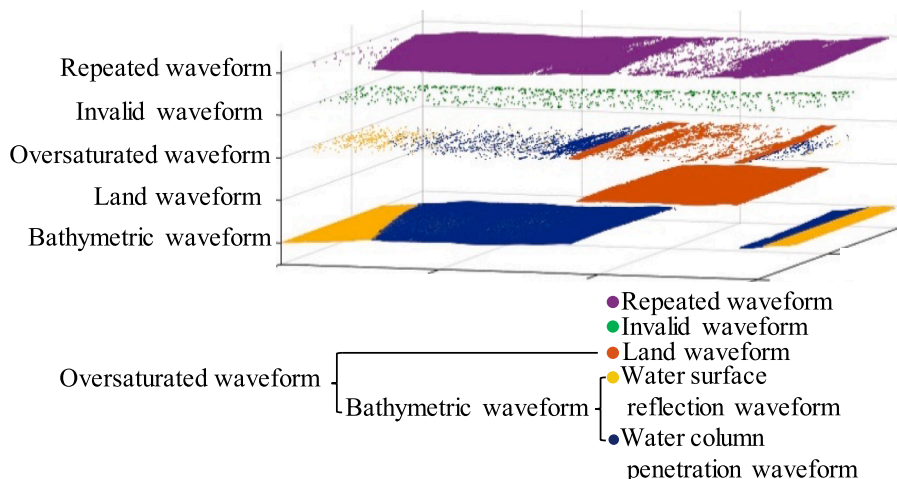 Repeated waveform
Invalid waveform
Oversaturated waveform
Land waveform
Bathymetric waveform
Repeated waveform
Invalid waveform
Land waveform
Oversaturated waveform
Water surface
reflection waveform
Bathymetric waveform
Water column
penetration waveform